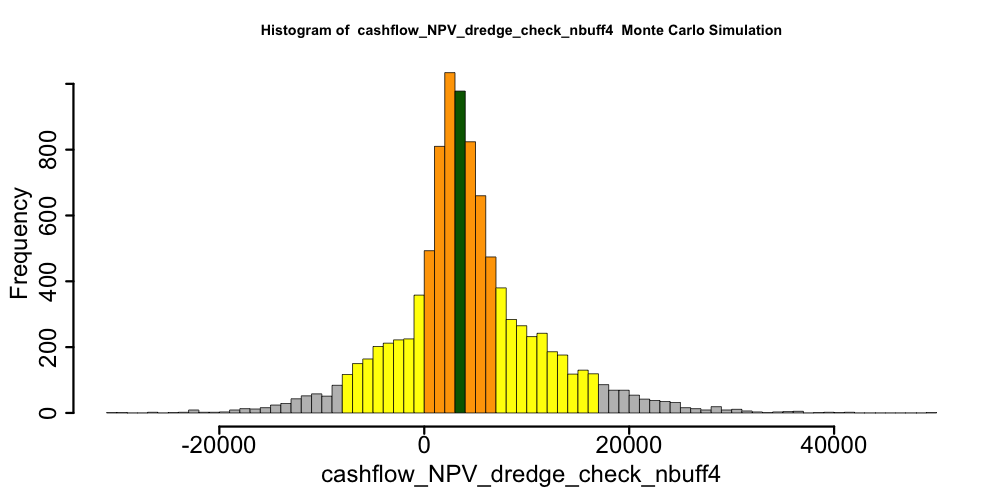 Histogram of  cashflow_NPV_dredge_check_nbuff4  Monte Carlo Simulation
Frequency
800
600
400
200
0
-20000 0 20000 40000
cashflow_NPV_dredge_check_nbuff4